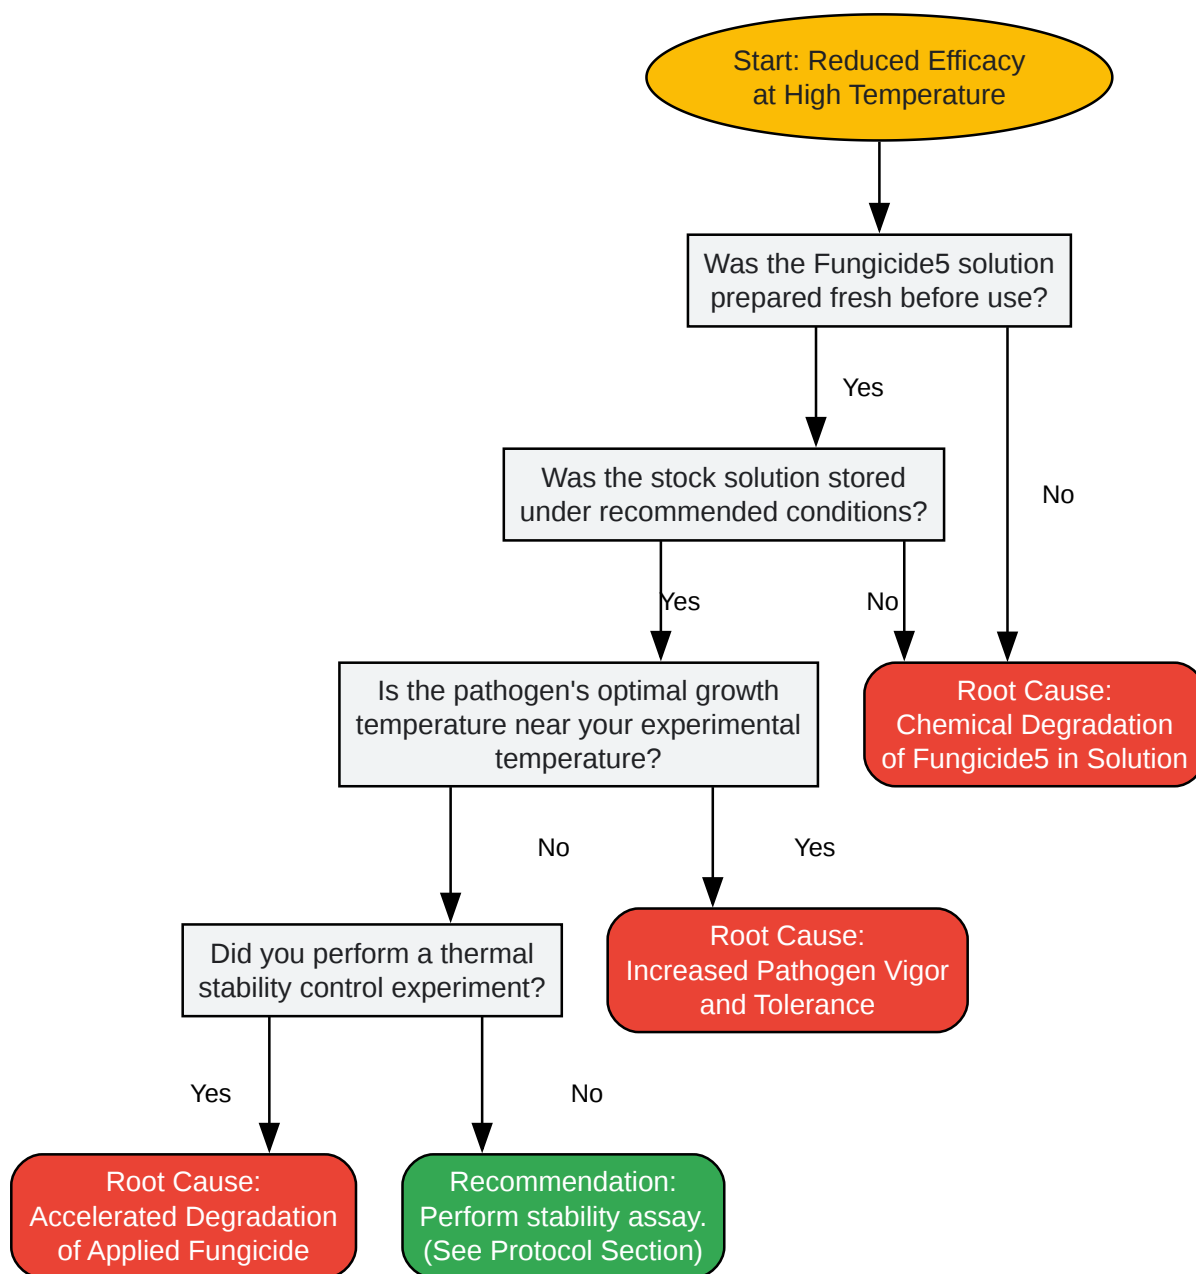 Start: Reduced Efficacy
at High Temperature
Was the Fungicide5 solution
prepared fresh before use?
Yes
No
Was the stock solution stored
under recommended conditions?
Yes
No
Is the pathogen's optimal growth
temperature near your experimental
temperature?
Root Cause:
Chemical Degradation
of Fungicide5 in Solution
No
Yes
Did you perform a thermal
stability control experiment?
Root Cause:
Increased Pathogen Vigor
and Tolerance
Yes
No
Root Cause:
Accelerated Degradation
of Applied Fungicide
Recommendation:
Perform stability assay.
(See Protocol Section)